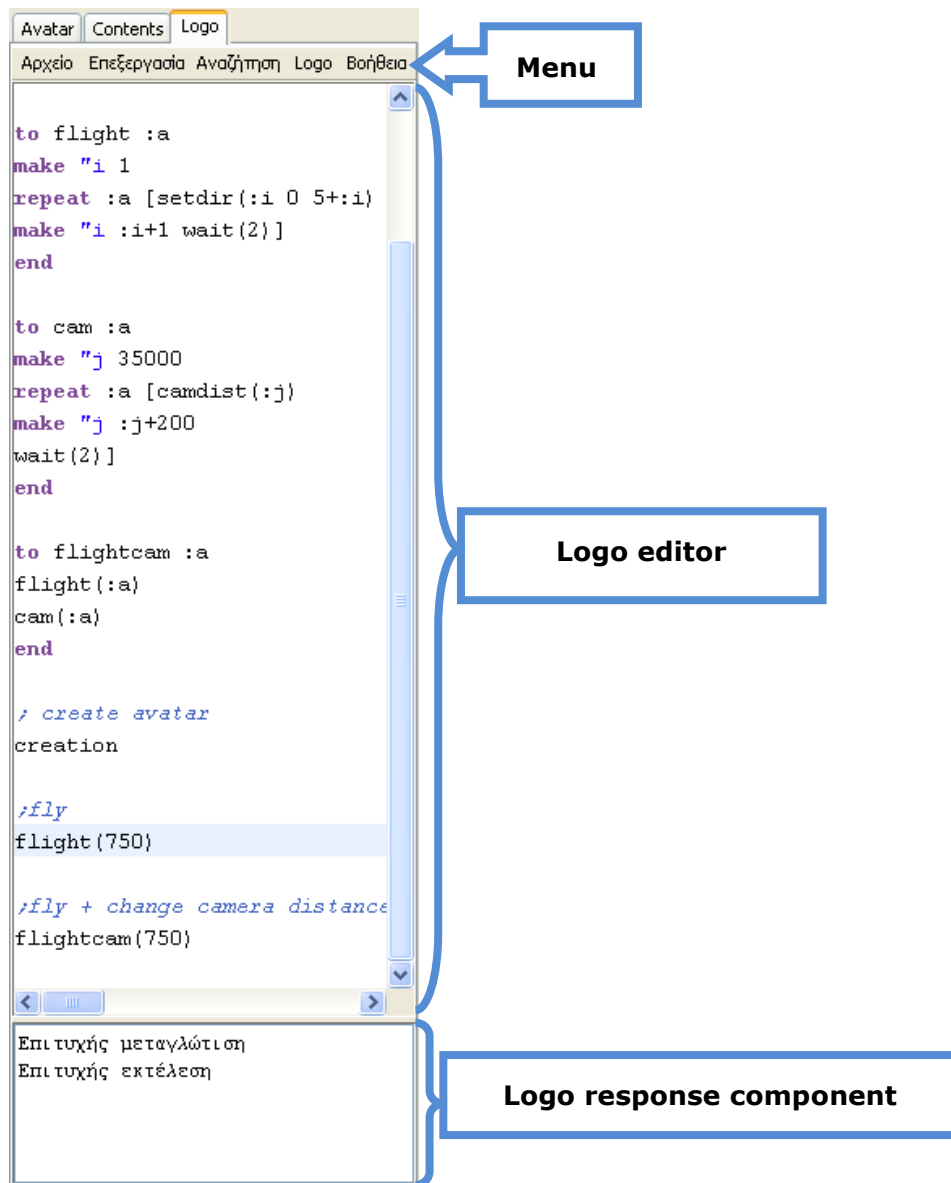 Avatar Contents Logo
Αρχείο Επεξεργασία Αναζήτηση Logo Βοήθεια
Menu
to flight :a
make "i 1
repeat :a [setdir(:i 0 5+:i)
make "i :i+1 wait(2)]
end
to cam :a
make "j 35000
repeat :a [camdist(:j)
make "j :j+200
wait(2)]
end
to flightcam :a
flight(:a)
cam(:a)
end
; create avatar
creation
;fly
flight(750)
;fly + change camera distance
flightcam(750)
Logo editor
Επιτυχής μεταγλώτιση
Επιτυχής εκτέλεση
Logo response component